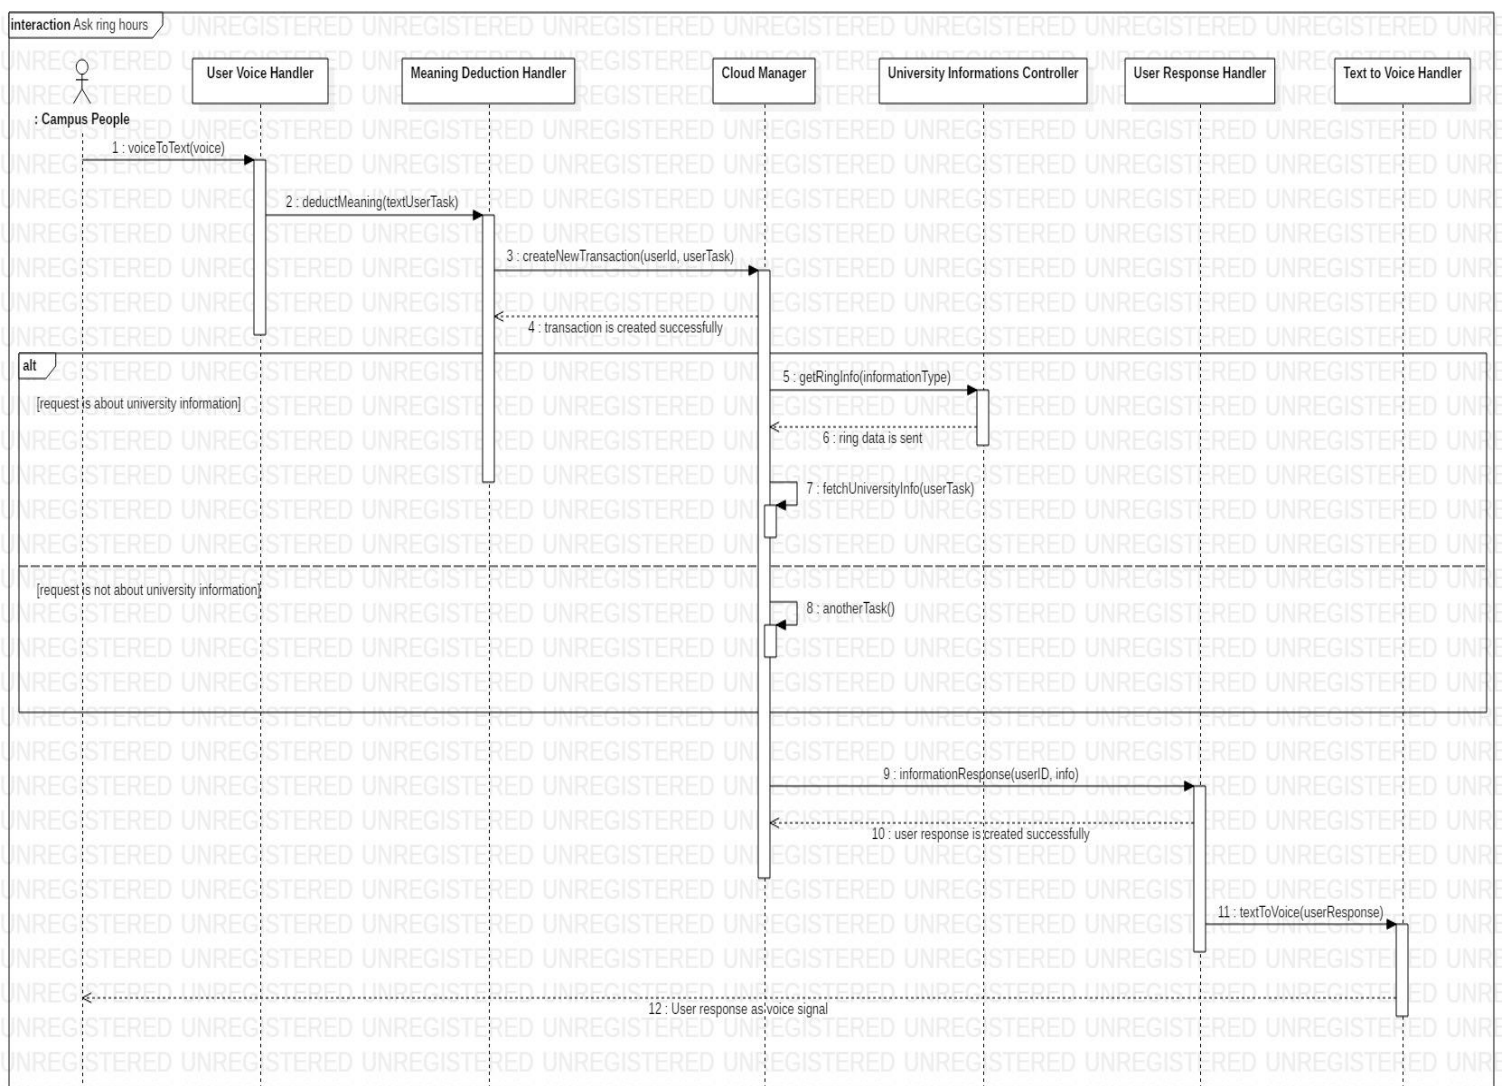 interaction Ask ring hours
User Voice Handler
Meaning Deduction Handler
Cloud Manager
University Informations Controller
User Response Handler
Text to Voice Handler
: Campus People
1 : voiceToText(voice)
2 : deductMeaning(textUserTask)
3 : createNewTransaction(userId, userTask)
4 : transaction is created successfully
alt
5 : getRingInfo(informationType)
[request is about university information]
6 : ring data is sent
7 : fetchUniversityInfo(userTask)
[request is not about university information]
8 : anotherTask()
9 : informationResponse(userID, info)
10 : user response is created successfully
11 : textToVoice(userResponse)
12 : User response as voice signal
UNREGISTERED